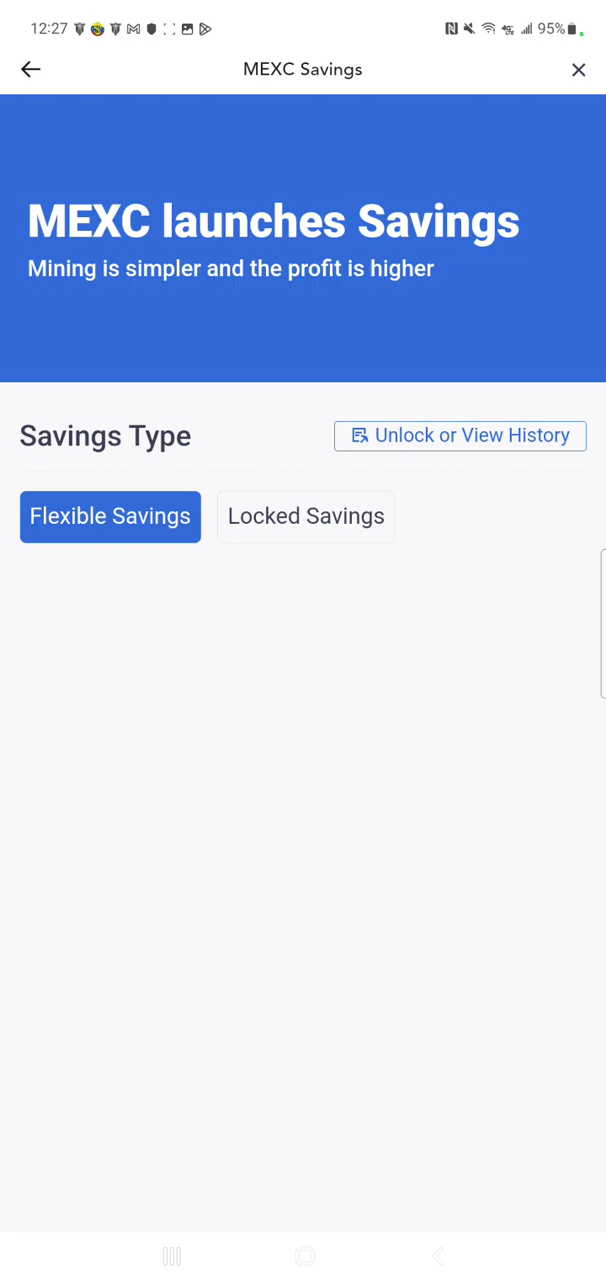 12:27
95%
MEXC Savings
MEXC launches Savings
Mining is simpler and the profit is higher
Savings Type
Unlock or View History
Flexible Savings
Locked Savings